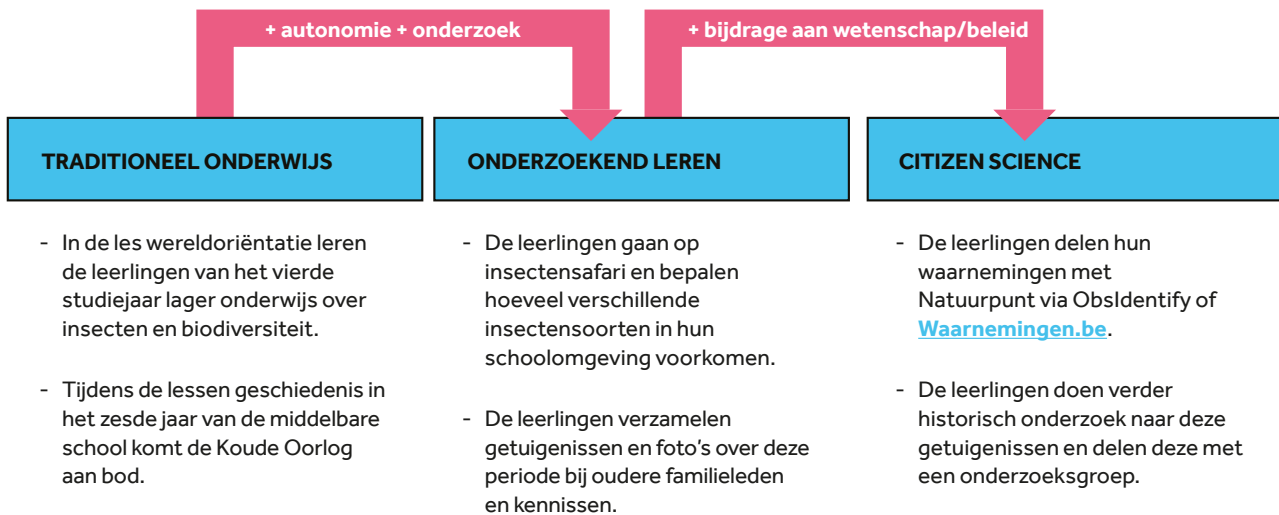 + autonomie + onderzoek
+ bijdrage aan wetenschap/beleid
TRADITIONEEL ONDERWIJS
- In de les wereldoriëntatie leren
de leerlingen van het vierde
studiejaar lager onderwijs over
insecten en biodiversiteit.
- Tijdens de lessen geschiedenis in
het zesde jaar van de middelbare
school komt de Koude Oorlog
aan bod.
ONDERZOEKEND LEREN
- De leerlingen gaan op
insectensafari en bepalen
hoeveel verschillende
insectensoorten in hun
schoolomgeving voorkomen.
- De leerlingen verzamelen
getuigenissen en foto's over deze
periode bij oudere familieleden
en kennissen.
CITIZEN SCIENCE
- De leerlingen delen hun
waarnemingen met
Natuurpunt via ObsIdentify of
Waarnemingen.be.
- De leerlingen doen verder
historisch onderzoek naar deze
getuigenissen en delen deze met
een onderzoeksgroep.